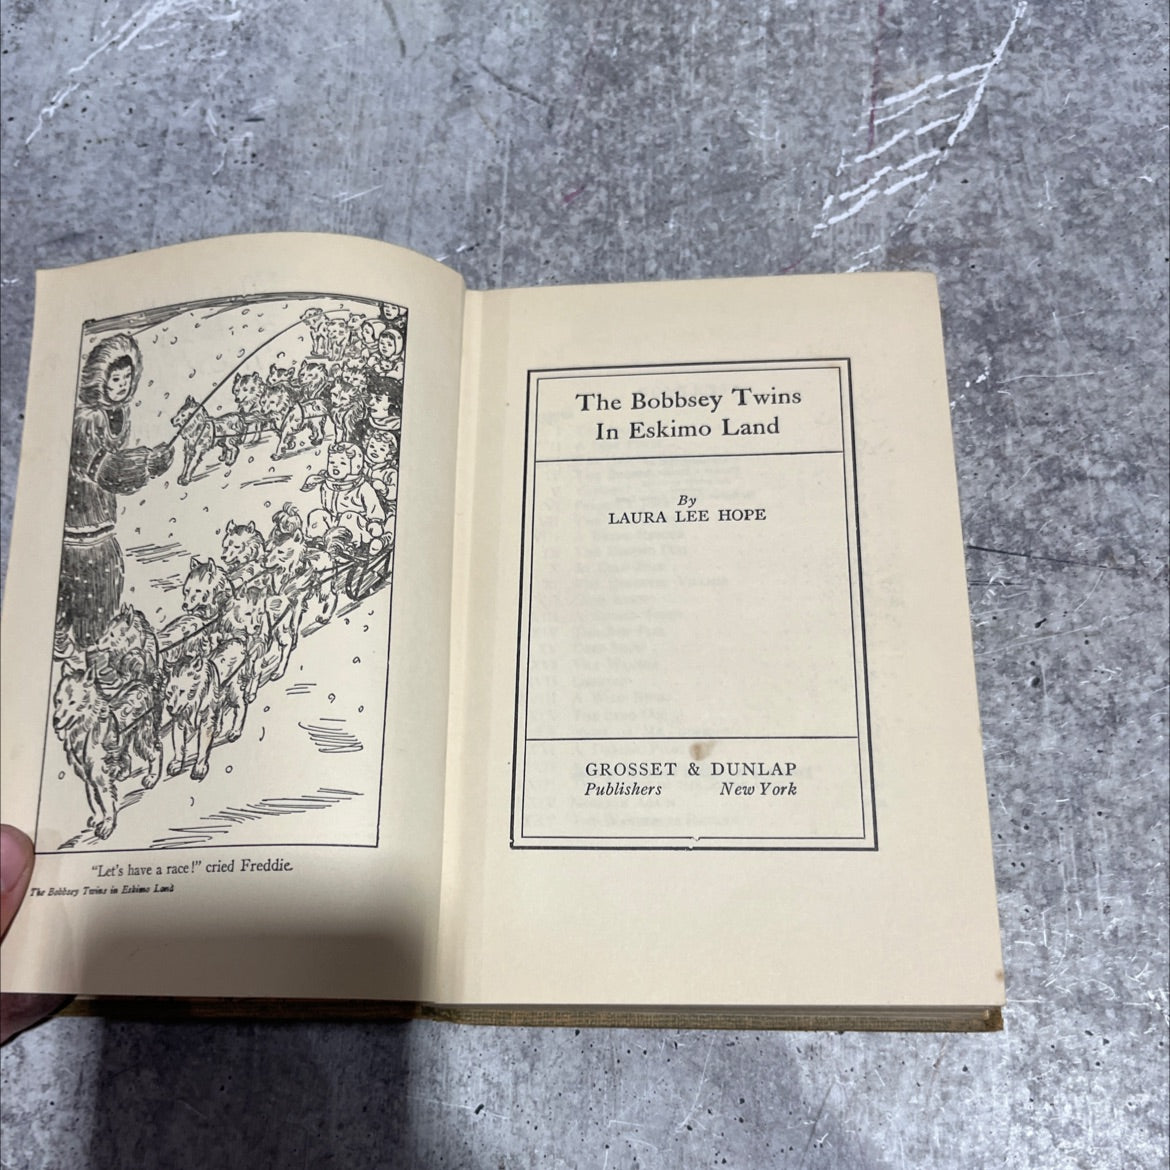 "Let's have a race!" cried Freddie.
The Bobbsey Twins in Eskimo Land
The Bobbsey Twins
In Eskimo Land
By
LAURA LEE HOPE
GROSSET & DUNLAP
Publishers New York